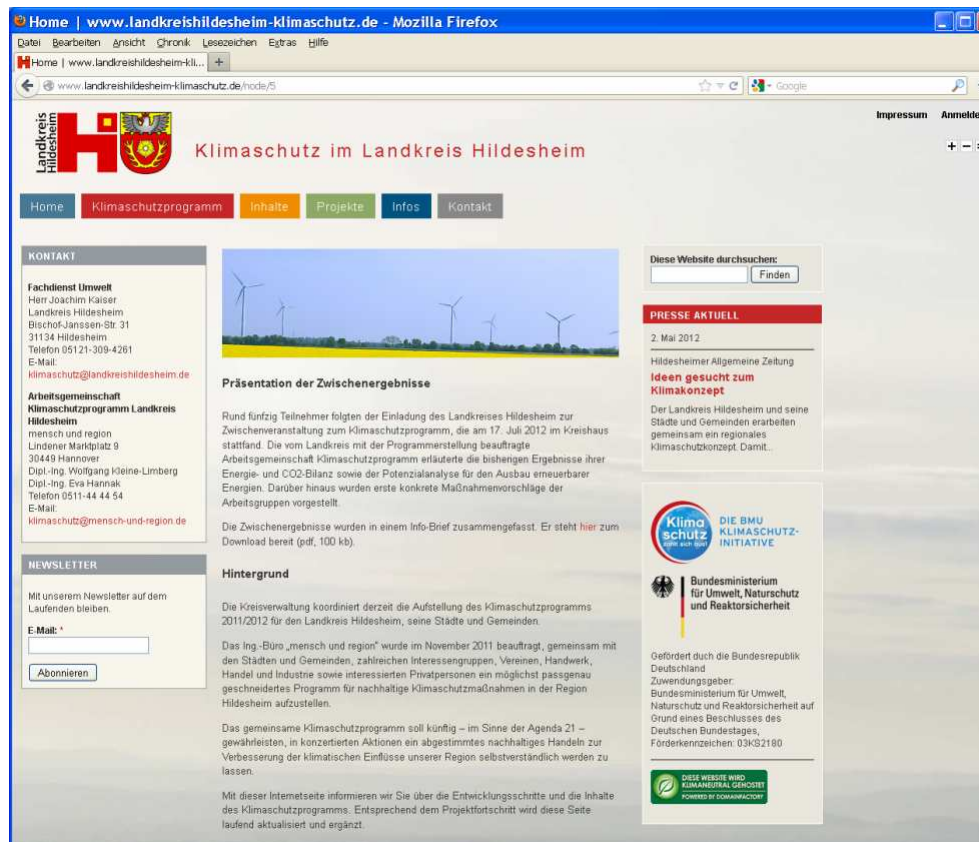 Home | www.landkreishildesheim-klimaschutz.de - Mozilla Firefox
Datei Bearbeiten Ansicht Chronik Lesezeichen Extras Hilfe
Home | www.landkreishildesheim-kli... +
www.landkreishildesheim-klimaschutz.de/node/5
Google
Impressum Anmelde
Landkreis
Hildesheim
Klimaschutz im Landkreis Hildesheim
+ −
Home Klimaschutzprogramm Inhalte Projekte Infos Kontakt
KONTAKT
Fachdienst Umwelt
Herr Joachim Kaiser
Landkreis Hildesheim
Bischof-Janssen-Str. 31
31134 Hildesheim
Telefon 05121-309-4261
E-Mail:
klimaschutz@landkreishildesheim.de
Arbeitsgemeinschaft
Klimaschutzprogramm Landkreis
Hildesheim
mensch und region
Lindener Marktplatz 9
30449 Hannover
Dipl.-Ing. Wolfgang Kleine-Limberg
Dipl.-Ing. Eva Hannak
Telefon 0511-44 44 54
E-Mail:
klimaschutz@mensch-und-region.de
NEWSLETTER
Mit unserem Newsletter auf dem
Laufenden bleiben.
E-Mail: *
Abonnieren
Präsentation der Zwischenergebnisse
Rund fünfzig Teilnehmer folgten der Einladung des Landkreises Hildesheim zur
Zwischenveranstaltung zum Klimaschutzprogramm, die am 17. Juli 2012 im Kreishaus
stattfand. Die vom Landkreis mit der Programmerstellung beauftragte
Arbeitsgemeinschaft Klimaschutzprogramm erläuterte die bisherigen Ergebnisse ihrer
Energie- und CO2-Bilanz sowie der Potenzialanalyse für den Ausbau erneuerbarer
Energien. Darüber hinaus wurden erste konkrete Maßnahmenvorschläge der
Arbeitsgruppen vorgestellt.
Die Zwischenergebnisse wurden in einem Info-Brief zusammengefasst. Er steht hier zum
Download bereit (pdf, 100 kb).
Hintergrund
Die Kreisverwaltung koordiniert derzeit die Aufstellung des Klimaschutzprogramms
2011/2012 für den Landkreis Hildesheim, seine Städte und Gemeinden.
Das Ing.-Büro „mensch und region" wurde im November 2011 beauftragt, gemeinsam mit
den Städten und Gemeinden, zahlreichen Interessengruppen, Vereinen, Handwerk,
Handel und Industrie sowie interessierten Privatpersonen ein möglichst passgenau
geschneidertes Programm für nachhaltige Klimaschutzmaßnahmen in der Region
Hildesheim aufzustellen.
Das gemeinsame Klimaschutzprogramm soll künftig – im Sinne der Agenda 21 –
gewährleisten, in konzertierten Aktionen ein abgestimmtes nachhaltiges Handeln zur
Verbesserung der klimatischen Einflüsse unserer Region selbstverständlich werden zu
lassen.
Mit dieser Internetseite informieren wir Sie über die Entwicklungsschritte und die Inhalte
des Klimaschutzprogramms. Entsprechend dem Projektfortschritt wird diese Seite
laufend aktualisiert und ergänzt.
Diese Website durchsuchen:
Finden
PRESSE AKTUELL
2. Mai 2012
Hildesheimer Allgemeine Zeitung
Ideen gesucht zum
Klimakonzept
Der Landkreis Hildesheim und seine
Städte und Gemeinden erarbeiten
gemeinsam ein regionales
Klimaschutzkonzept. Damit...
Klima
schutz
DIE BMU
KLIMASCHUTZ-
INITIATIVE
Bundesministerium
für Umwelt, Naturschutz
und Reaktorsicherheit
Gefördert duch die Bundesrepublik
Deutschland
Zuwendungsgeber:
Bundesministerium für Umwelt,
Naturschutz und Reaktorsicherheit auf
Grund eines Beschlusses des
Deutschen Bundestages,
Förderkennzeichen: 03KS2180
DIESE WEBSITE WIRD
KLIMANEUTRAL GEHOSTET
POWERED BY DOMAINFACTORY